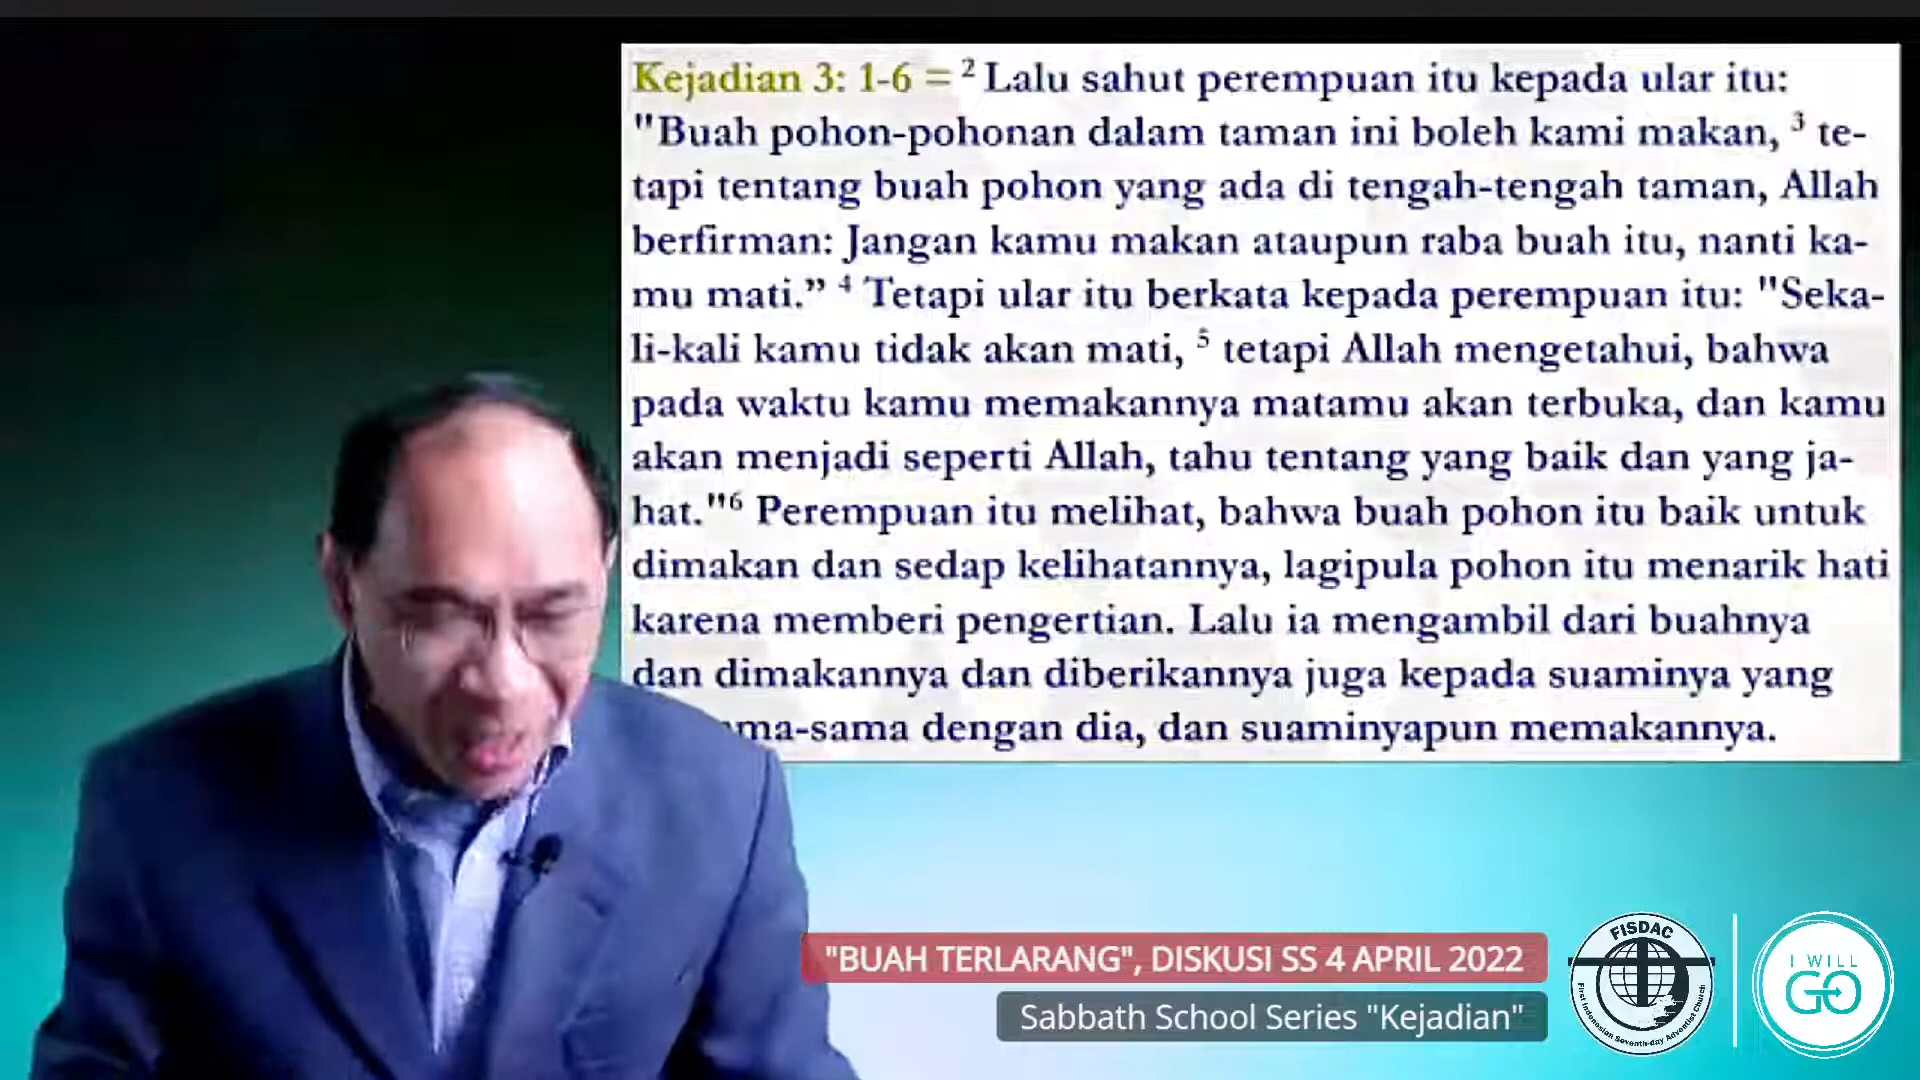 Kejadian 3: 1-6 = ² Lalu sahut perempuan itu kepada ular itu:
"Buah pohon-pohonan dalam taman ini boleh kami makan, ³ te-
tapi tentang buah pohon yang ada di tengah-tengah taman, Allah
berfirman: Jangan kamu makan ataupun raba buah itu, nanti ka-
mu mati.” ⁴ Tetapi ular itu berkata kepada perempuan itu: "Seka-
li-kali kamu tidak akan mati, ⁵ tetapi Allah mengetahui, bahwa
pada waktu kamu memakannya matamu akan terbuka, dan kamu
akan menjadi seperti Allah, tahu tentang yang baik dan yang ja-
hat."⁶ Perempuan itu melihat, bahwa buah pohon itu baik untuk
dimakan dan sedap kelihatannya, lagipula pohon itu menarik hati
karena memberi pengertian. Lalu ia mengambil dari buahnya
dan dimakannya dan diberikannya juga kepada suaminya yang
ma-sama dengan dia, dan suaminyapun memakannya.
"BUAH TERLARANG", DISKUSI SS 4 APRIL 2022
Sabbath School Series "Kejadian"
FISDAC
First Indonesian Seventh-day Adventist Church
I WILL
GO